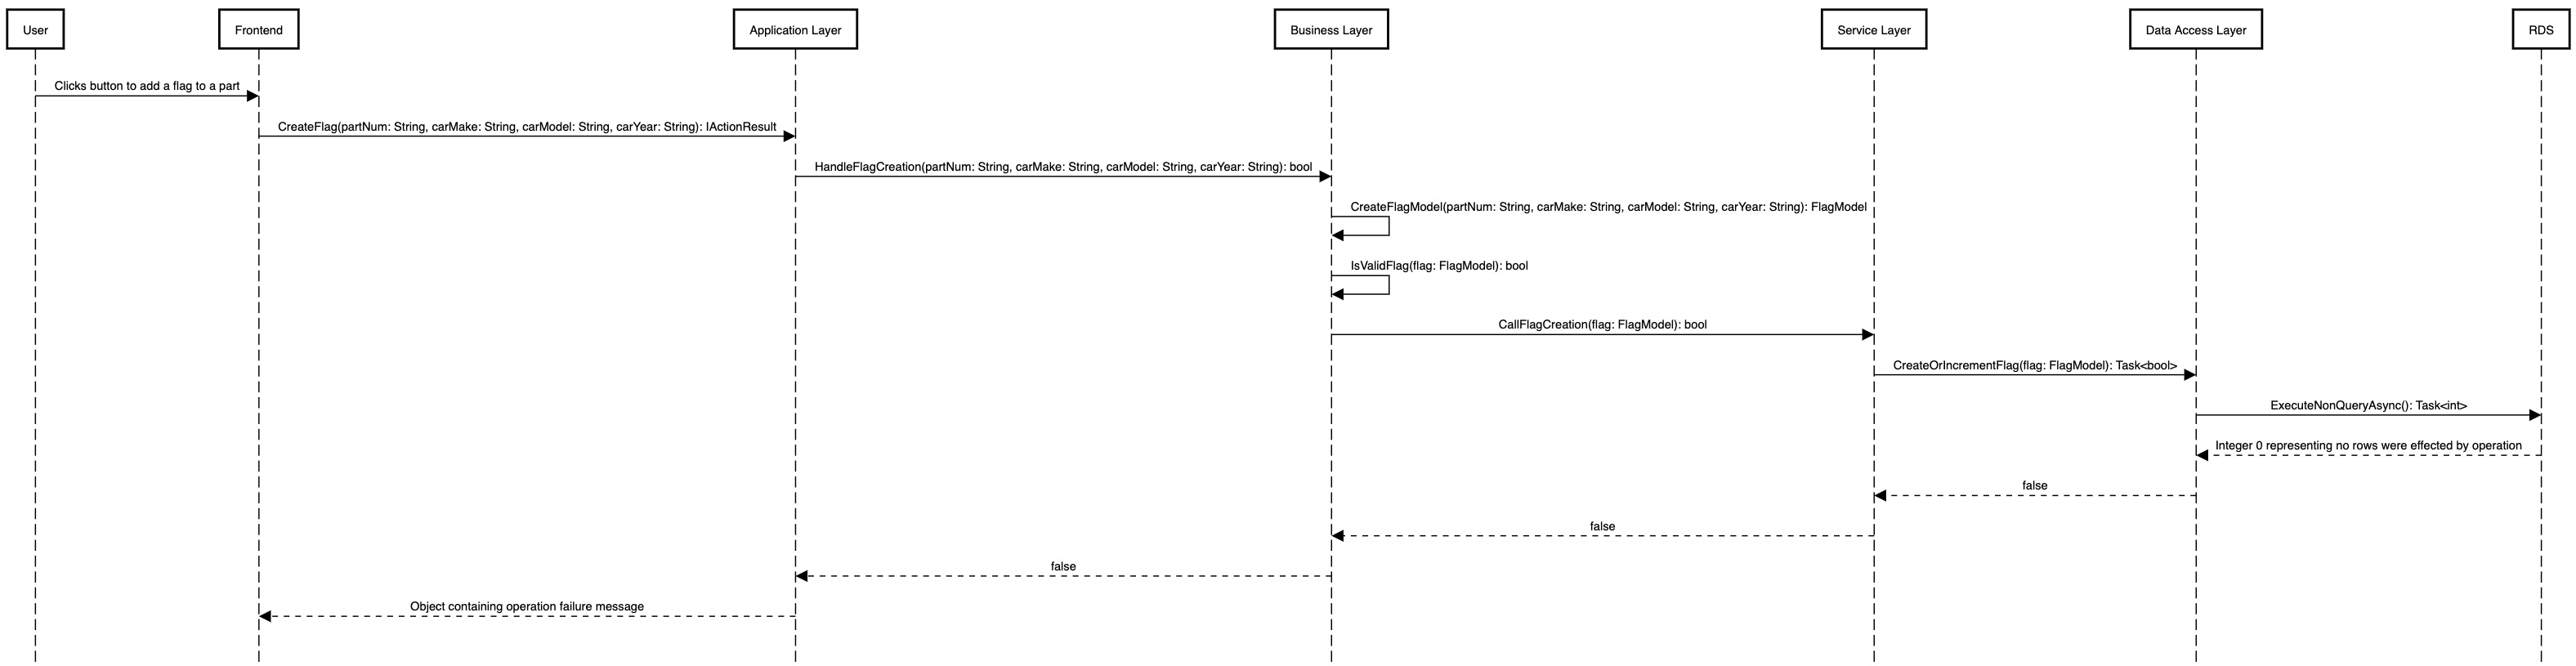 User
Frontend
Application Layer
Business Layer
Service Layer
Data Access Layer
RDS
Clicks button to add a flag to a part
CreateFlag(partNum: String, carMake: String, carModel: String, carYear: String): IActionResult
HandleFlagCreation(partNum: String, carMake: String, carModel: String, carYear: String): bool
CreateFlagModel(partNum: String, carMake: String, carModel: String, carYear: String): FlagModel
IsValidFlag(flag: FlagModel): bool
CallFlagCreation(flag: FlagModel): bool
CreateOrIncrementFlag(flag: FlagModel): Task<bool>
ExecuteNonQueryAsync(): Task<int>
Integer 0 representing no rows were effected by operation
false
false
false
Object containing operation failure message